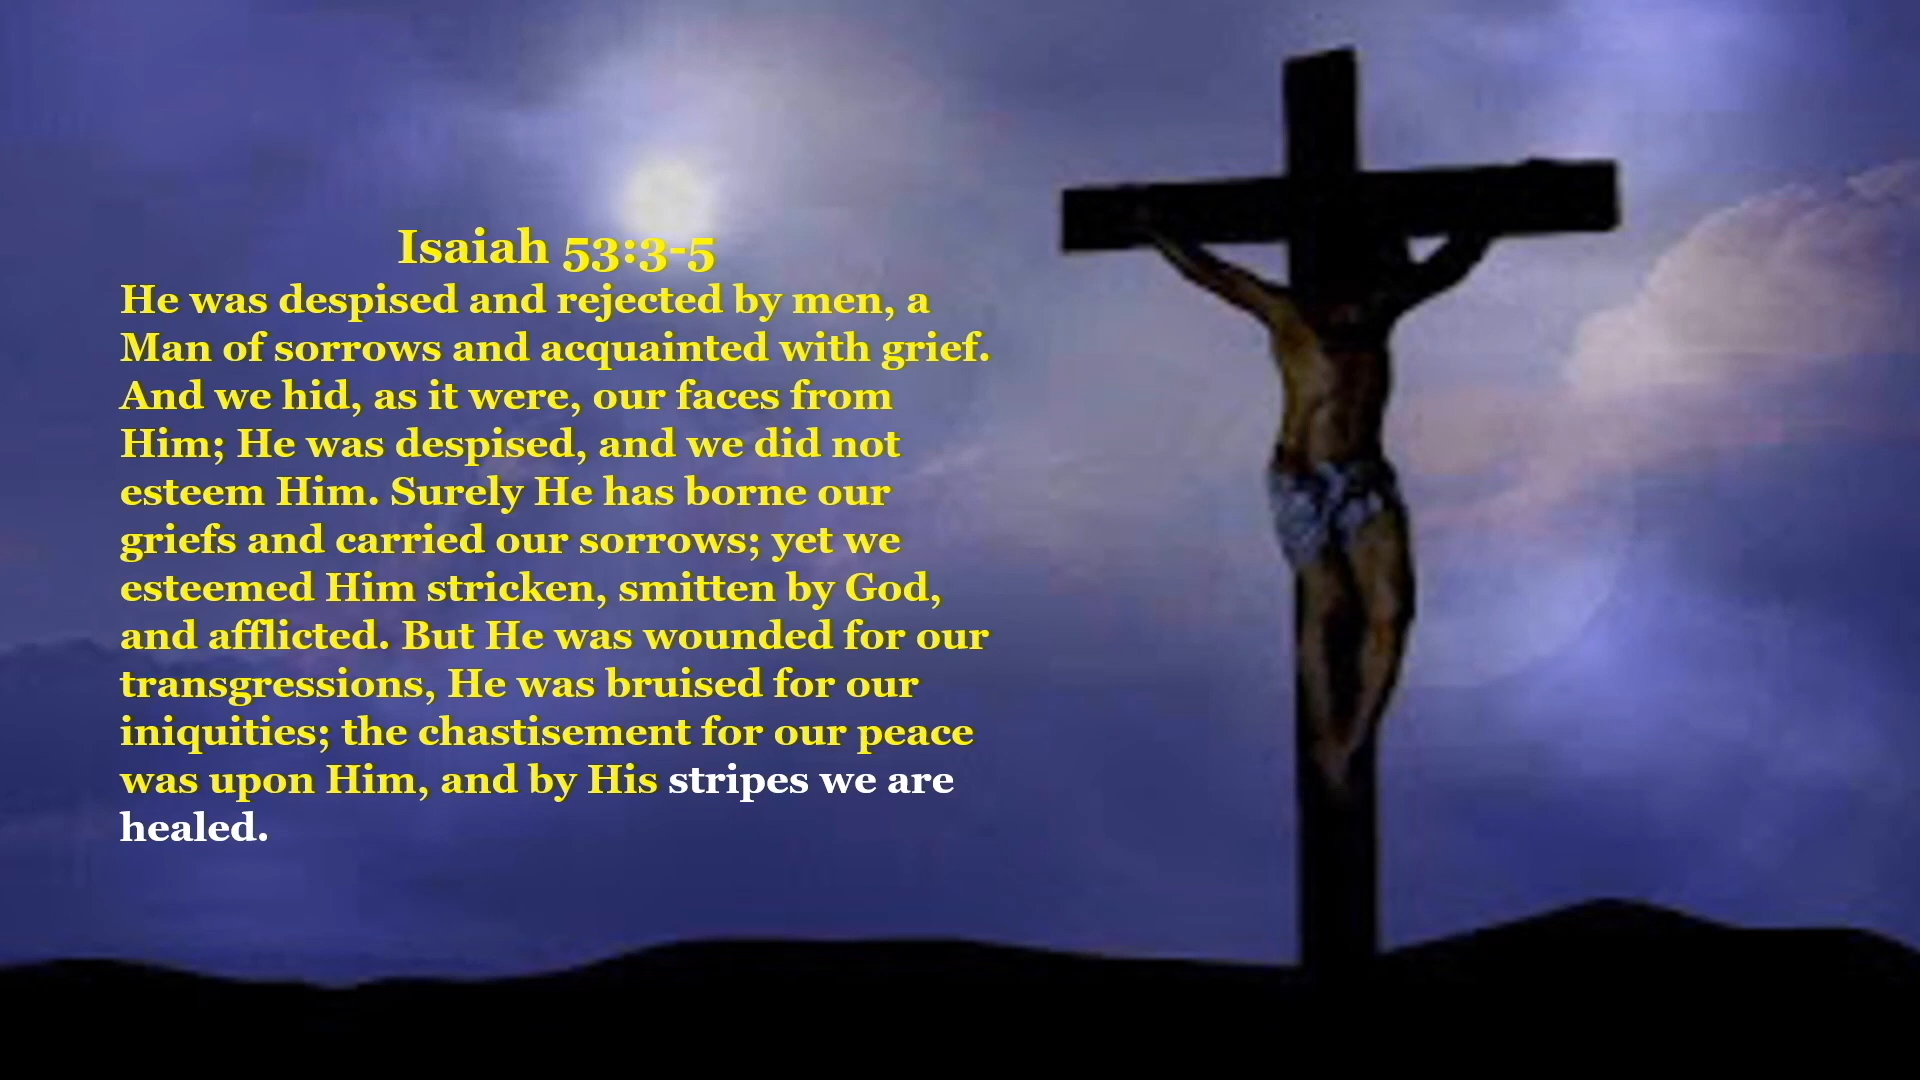 Isaiah 53:3-5
He was despised and rejected by men, a
Man of sorrows and acquainted with grief.
And we hid, as it were, our faces from
Him; He was despised, and we did not
esteem Him. Surely He has borne our
griefs and carried our sorrows; yet we
esteemed Him stricken, smitten by God,
and afflicted. But He was wounded for our
transgressions, He was bruised for our
iniquities; the chastisement for our peace
was upon Him, and by His stripes we are
healed.